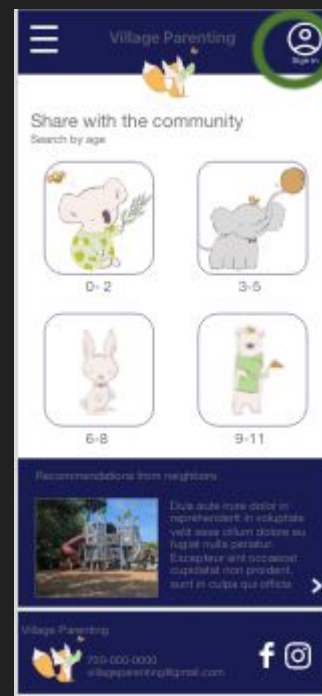 Village Parenting
Sign in
Share with the community
Search by age
0- 2
3-5
6-8
9-11
Recommendations from neighbors
Duis aute irure dolor in
reprehenderit in voluptate
velit esse cillum dolore eu
fugiat nulla pariatur.
Excepteur sint occaecat
cupidatat non proident,
sunt in culpa qui officia
Village Parenting
700-000-0000
villageparenting@gmail.com